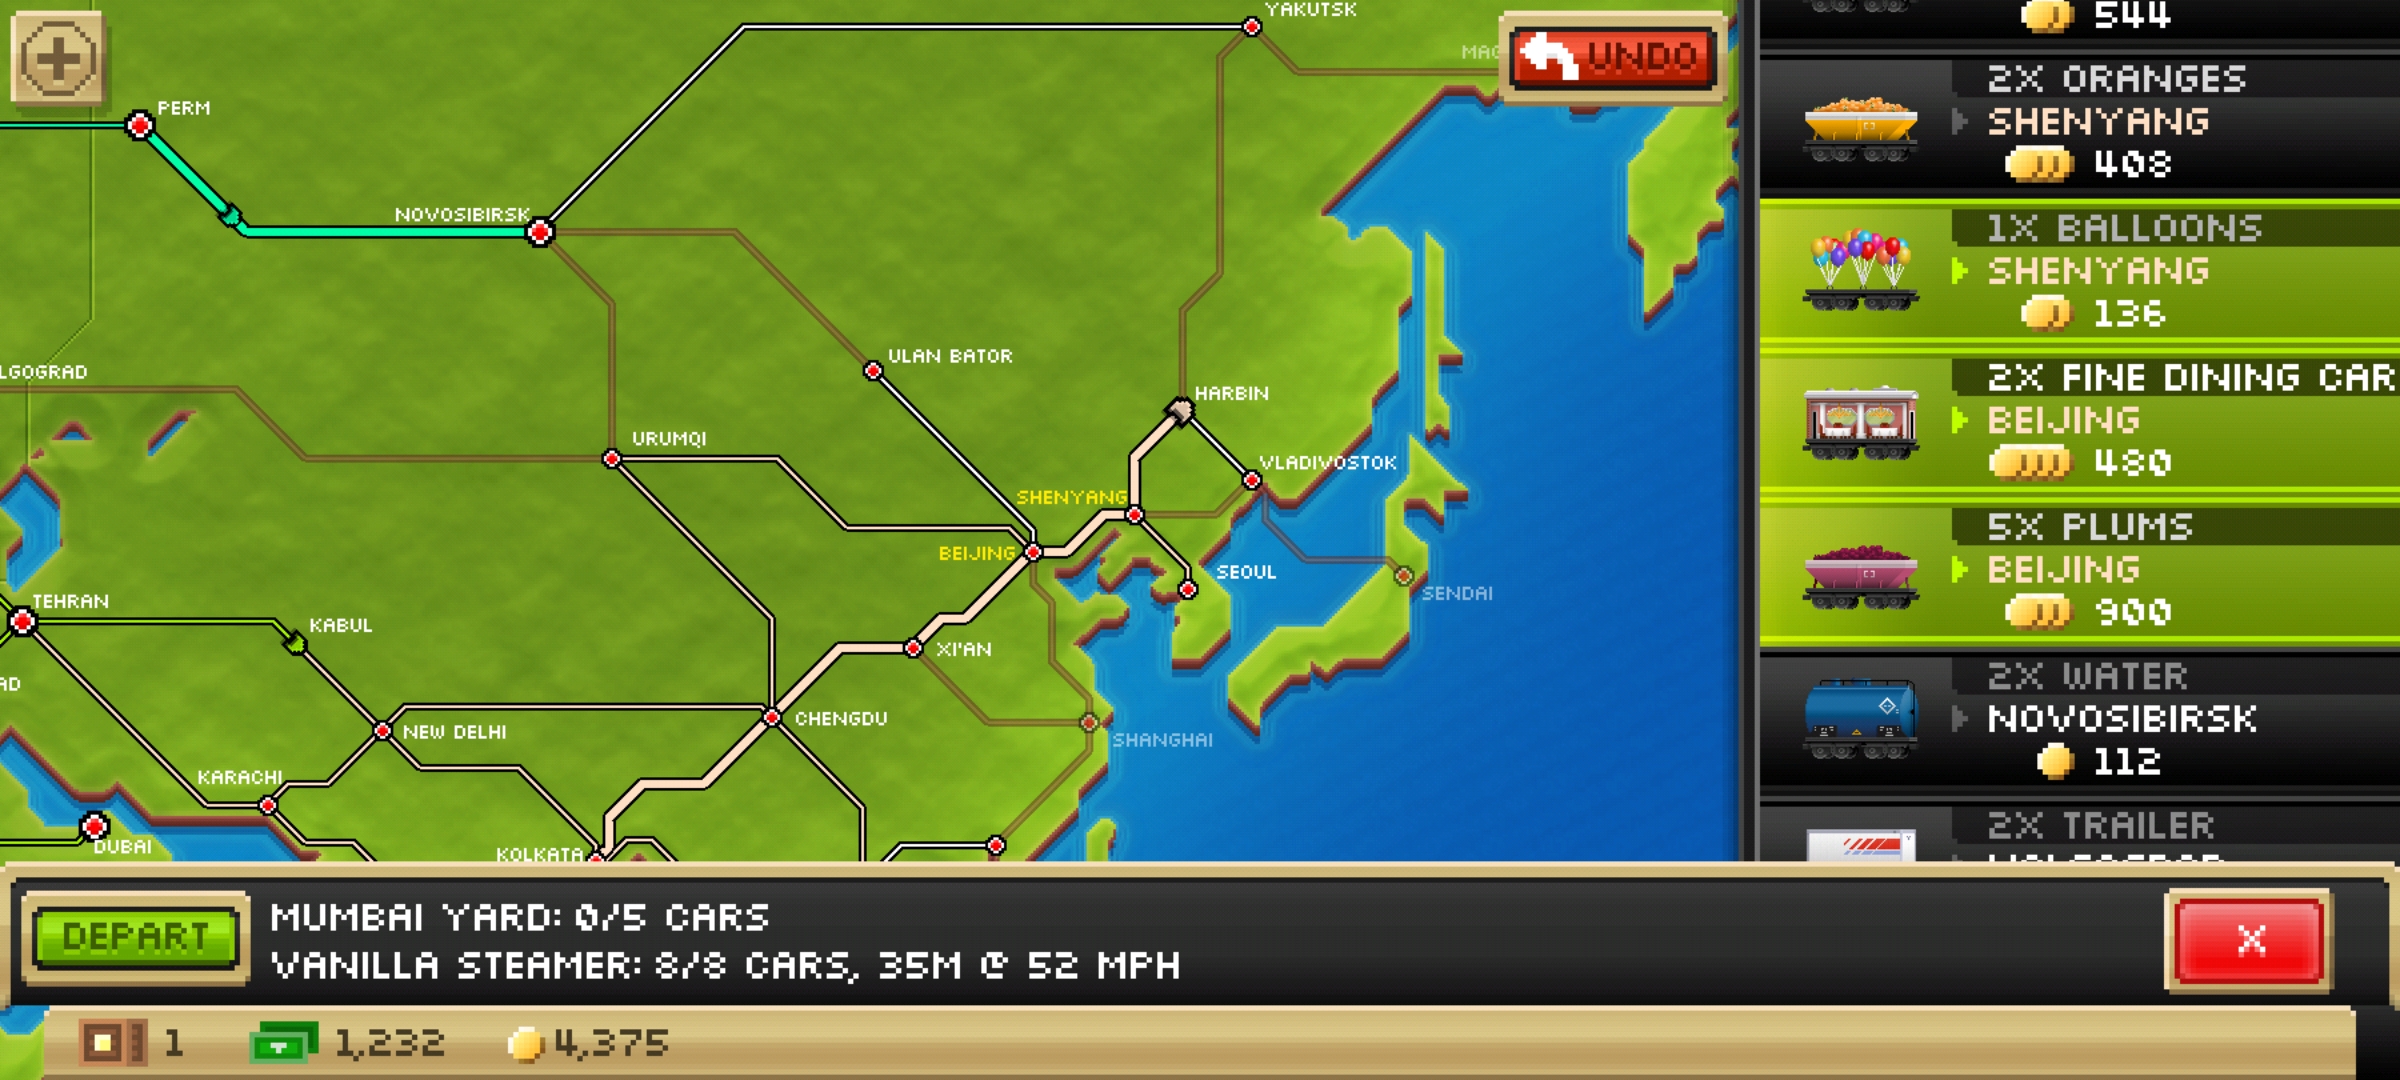 YAKUTSK
UNDO
PERM
NOVOSIBIRSK
ULAN BATOR
HARBIN
LGOGRAD
URUMQI
VLADIVOSTOK
SHENYANG
BEIJING
SEOUL
SENDAI
TEHRAN
KABUL
XI'AN
AD
NEW DELHI
CHENGDU
SHANGHAI
KARACHI
DUBAI
KOLKATA
544
2X ORANGES
SHENYANG
408
1X BALLOONS
SHENYANG
136
2X FINE DINING CAR
BEIJING
480
5X PLUMS
BEIJING
900
2X WATER
NOVOSIBIRSK
112
2X TRAILER
DEPART
MUMBAI YARD: 0/5 CARS
VANILLA STEAMER: 8/8 CARS, 35M @ 52 MPH
X
1
1,232
4,375